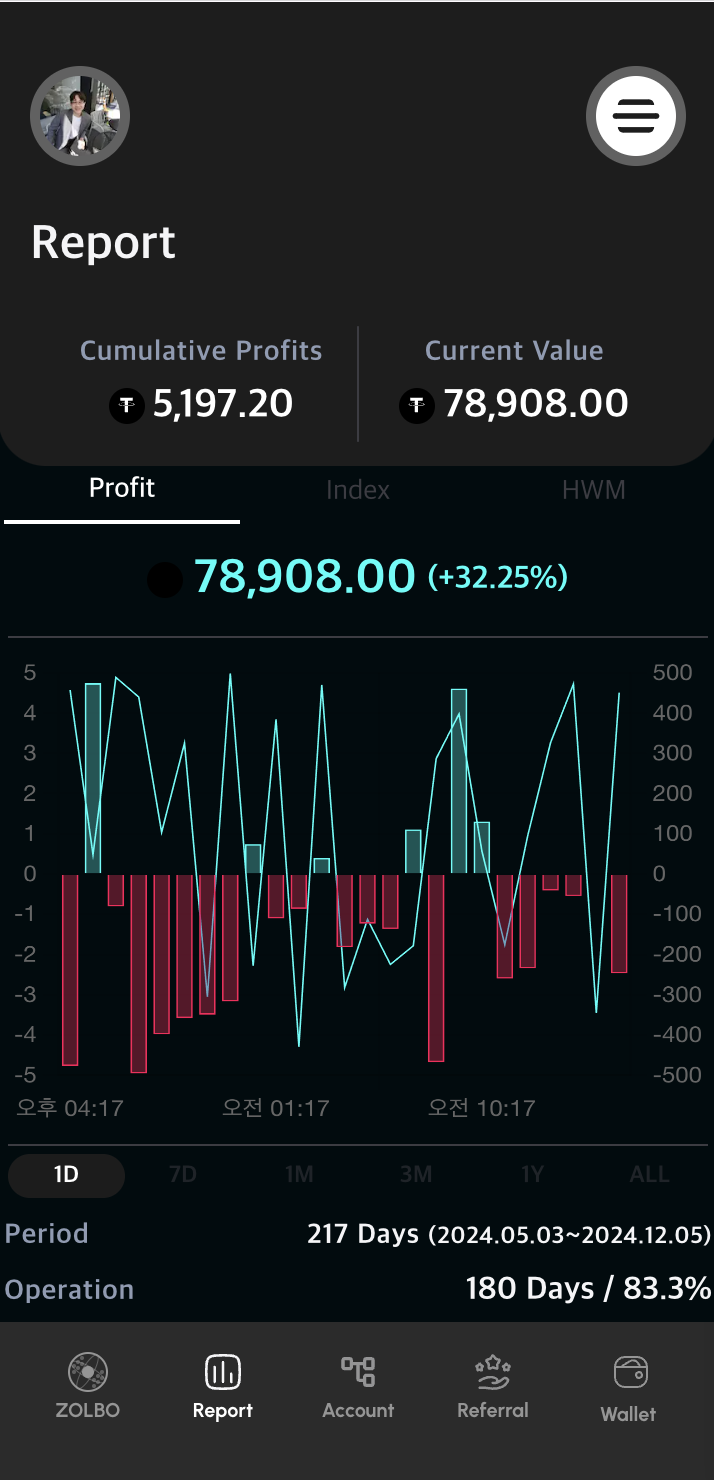 Report
Cumulative Profits
Current Value
5,197.20
78,908.00
Profit
Index
HWM
78,908.00 (+32.25%)
5
500
4
400
3
300
2
200
1
100
0
0
-1
-100
-2
-200
-3
-300
-4
-400
-5
-500
오후 04:17
오전 01:17
오전 10:17
1D
7D
1M
3M
1Y
ALL
Period
217 Days (2024.05.03~2024.12.05)
Operation
180 Days / 83.3%
ZOLBO
Report
Account
Referral
Wallet